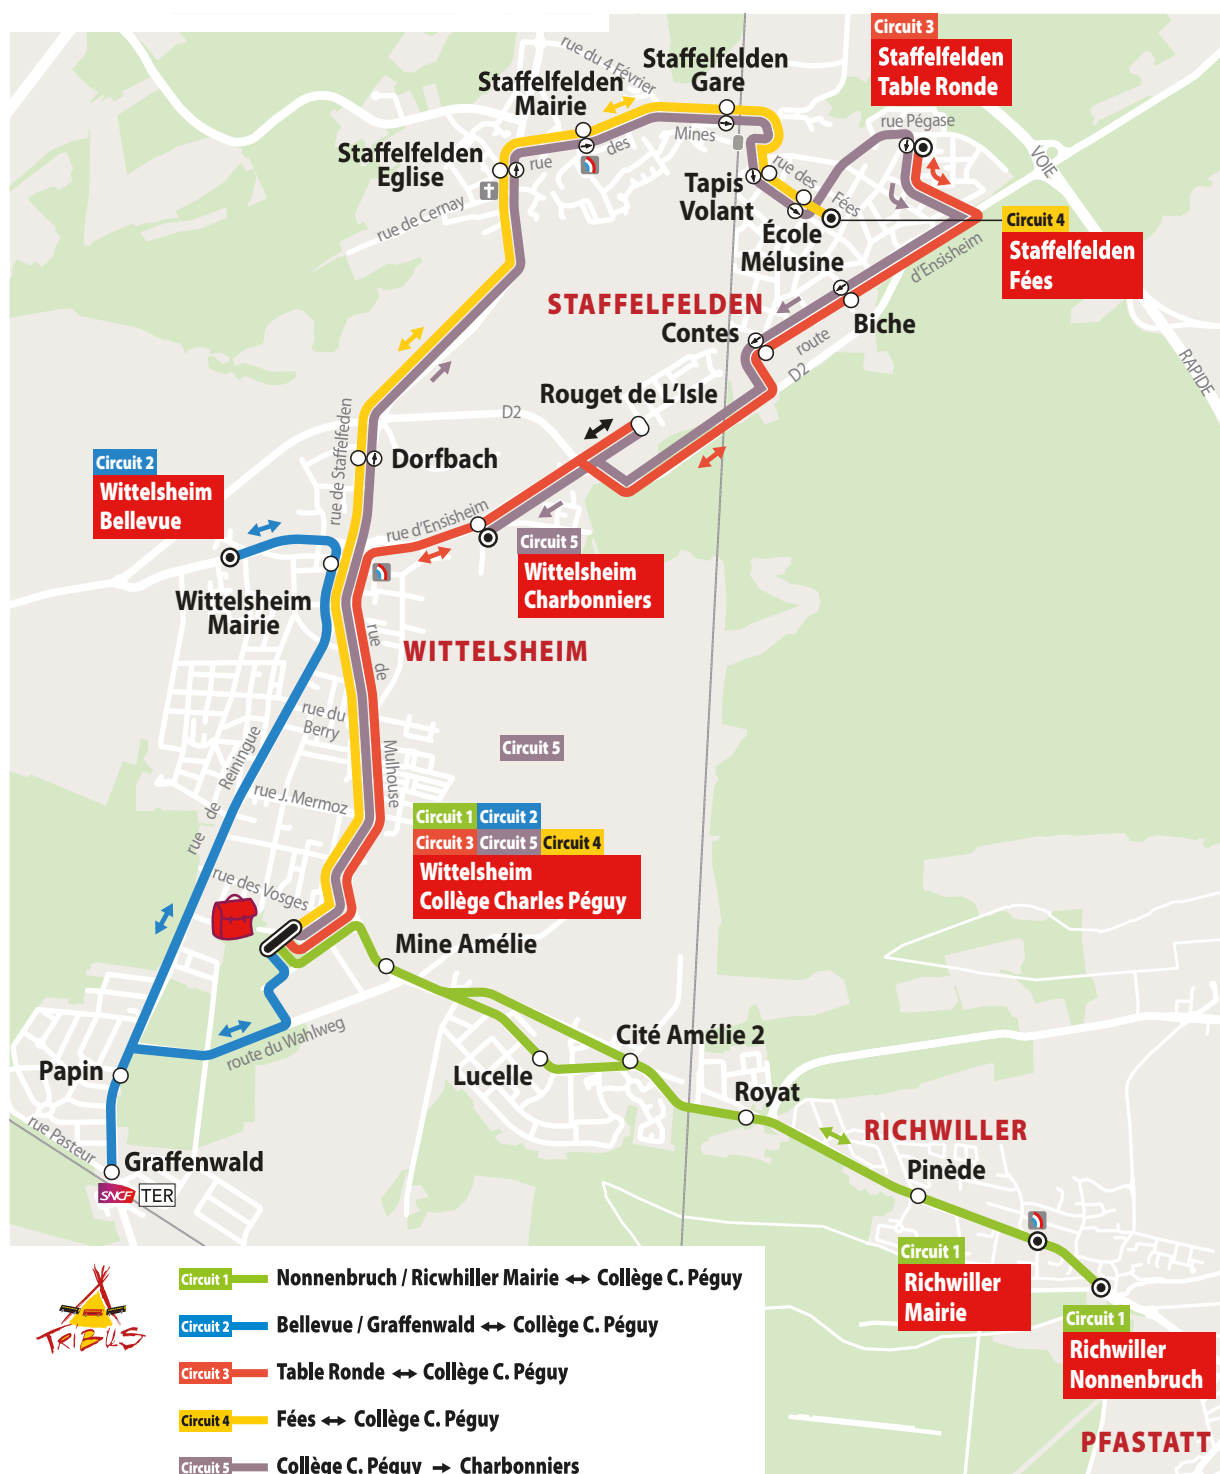 Circuit 3
Staffelfelden
Table Ronde
rue du 4 Février
Staffelfelden
Gare
Staffelfelden
Mairie
rue Pégase
Mines
des
rue
Staffelfelden
Eglise
VOIE
rue des
Fées
Tapis
Volant
rue de Cernay
Circuit 4
Staffelfelden
Fées
École
Mélusine
d'Ensisheim
STAFFELFELDEN
Biche
Contes
route
D2
RAPIDE
Rouget de L'Isle
D2
rue de Staffelfeden
Dorfbach
Circuit 2
Wittelsheim
Bellevue
rue d'Ensisheim
Circuit 5
Wittelsheim
Charbonniers
Wittelsheim
Mairie
rue de
WITTELSHEIM
rue du
Berry
Mulhouse
Circuit 5
rue de Reiningue
rue J. Mermoz
Circuit 1 Circuit 2
Circuit 3 Circuit 5 Circuit 4
Wittelsheim
Collège Charles Péguy
rue des Vosges
Mine Amélie
route du Wahlweg
Cité Amélie 2
Papin
Lucelle
Royat
rue Pasteur
RICHWILLER
Graffenwald
Pinède
SNCF TER
Circuit 1
Richwiller
Mairie
Circuit 1
Richwiller
Nonnenbruch
PFASTATT
TRIBUS
Circuit 1 Nonnenbruch / Ricwhiller Mairie ↔ Collège C. Péguy
Circuit 2 Bellevue / Graffenwald ↔ Collège C. Péguy
Circuit 3 Table Ronde ↔ Collège C. Péguy
Circuit 4 Fées ↔ Collège C. Péguy
Circuit 5 Collège C. Péguy → Charbonniers